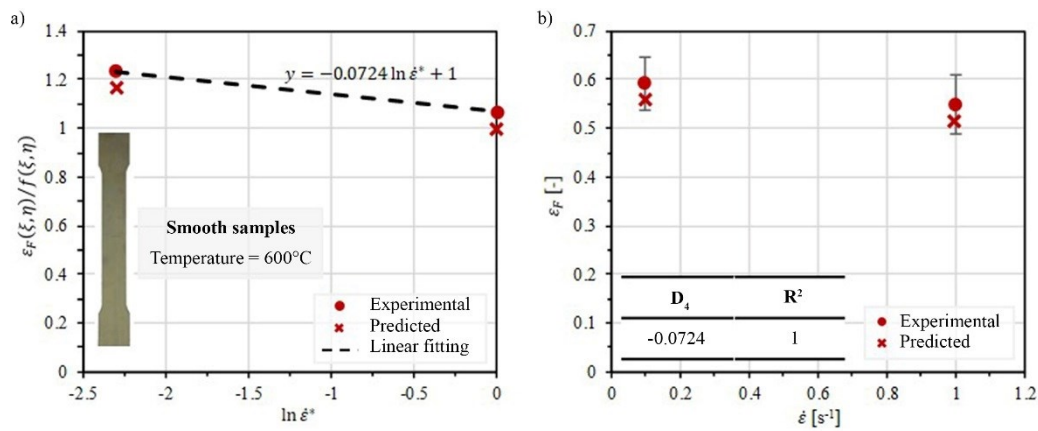 a)
1.4
1.2
1
0.8
0.6
0.4
0.2
0
ε_F(ξ,η)/f(ξ,η)
y = −0.0724 ln ε̇* + 1
Smooth samples
Temperature = 600°C
Experimental
Predicted
Linear fitting
-2.5 -2 -1.5 -1 -0.5 0
ln ε̇*
b)
0.7
0.6
0.5
0.4
0.3
0.2
0.1
0
ε_F [-]
D₄ R²
-0.0724 1
Experimental
Predicted
0 0.2 0.4 0.6 0.8 1 1.2
ε̇ [s⁻¹]